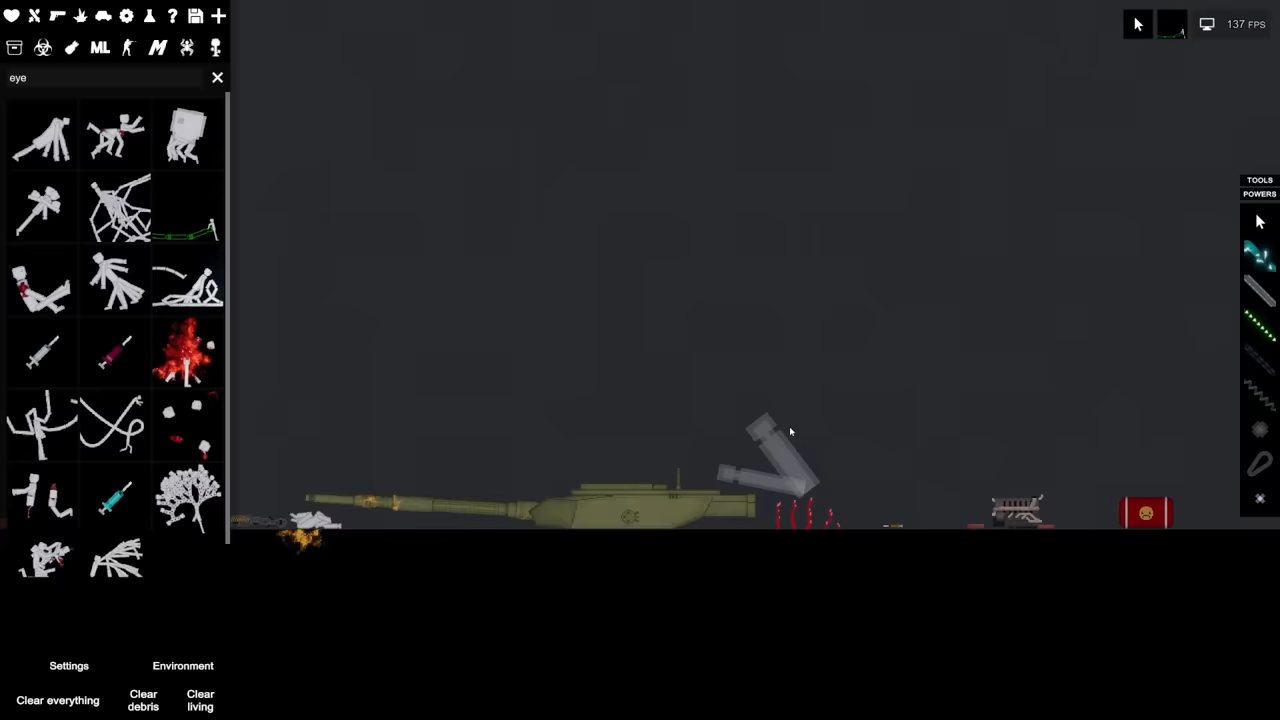 137 FPS
ML
eye
TOOLS
POWERS
Settings
Environment
Clear everything
Clear
debris
Clear
living